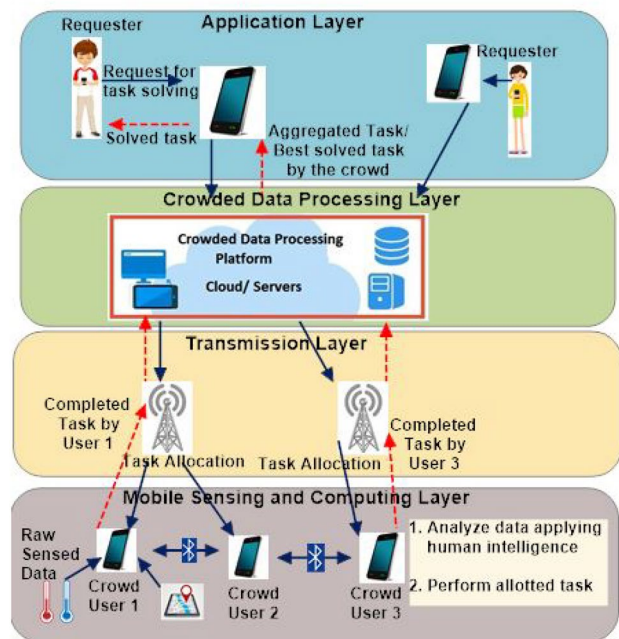 Application Layer
Requester
Request for
task solving
Solved task
Requester
Aggregated Task/
Best solved task
by the crowd
Crowded Data Processing Layer
Crowded Data Processing
Platform
Cloud/ Servers
Transmission Layer
Completed
Task by
User 1
Task Allocation
Task Allocation
Completed
Task by
User 3
Mobile Sensing and Computing Layer
Raw
Sensed
Data
Crowd
User 1
Crowd
User 2
Crowd
User 3
1. Analyze data applying
human intelligence
2. Perform allotted task